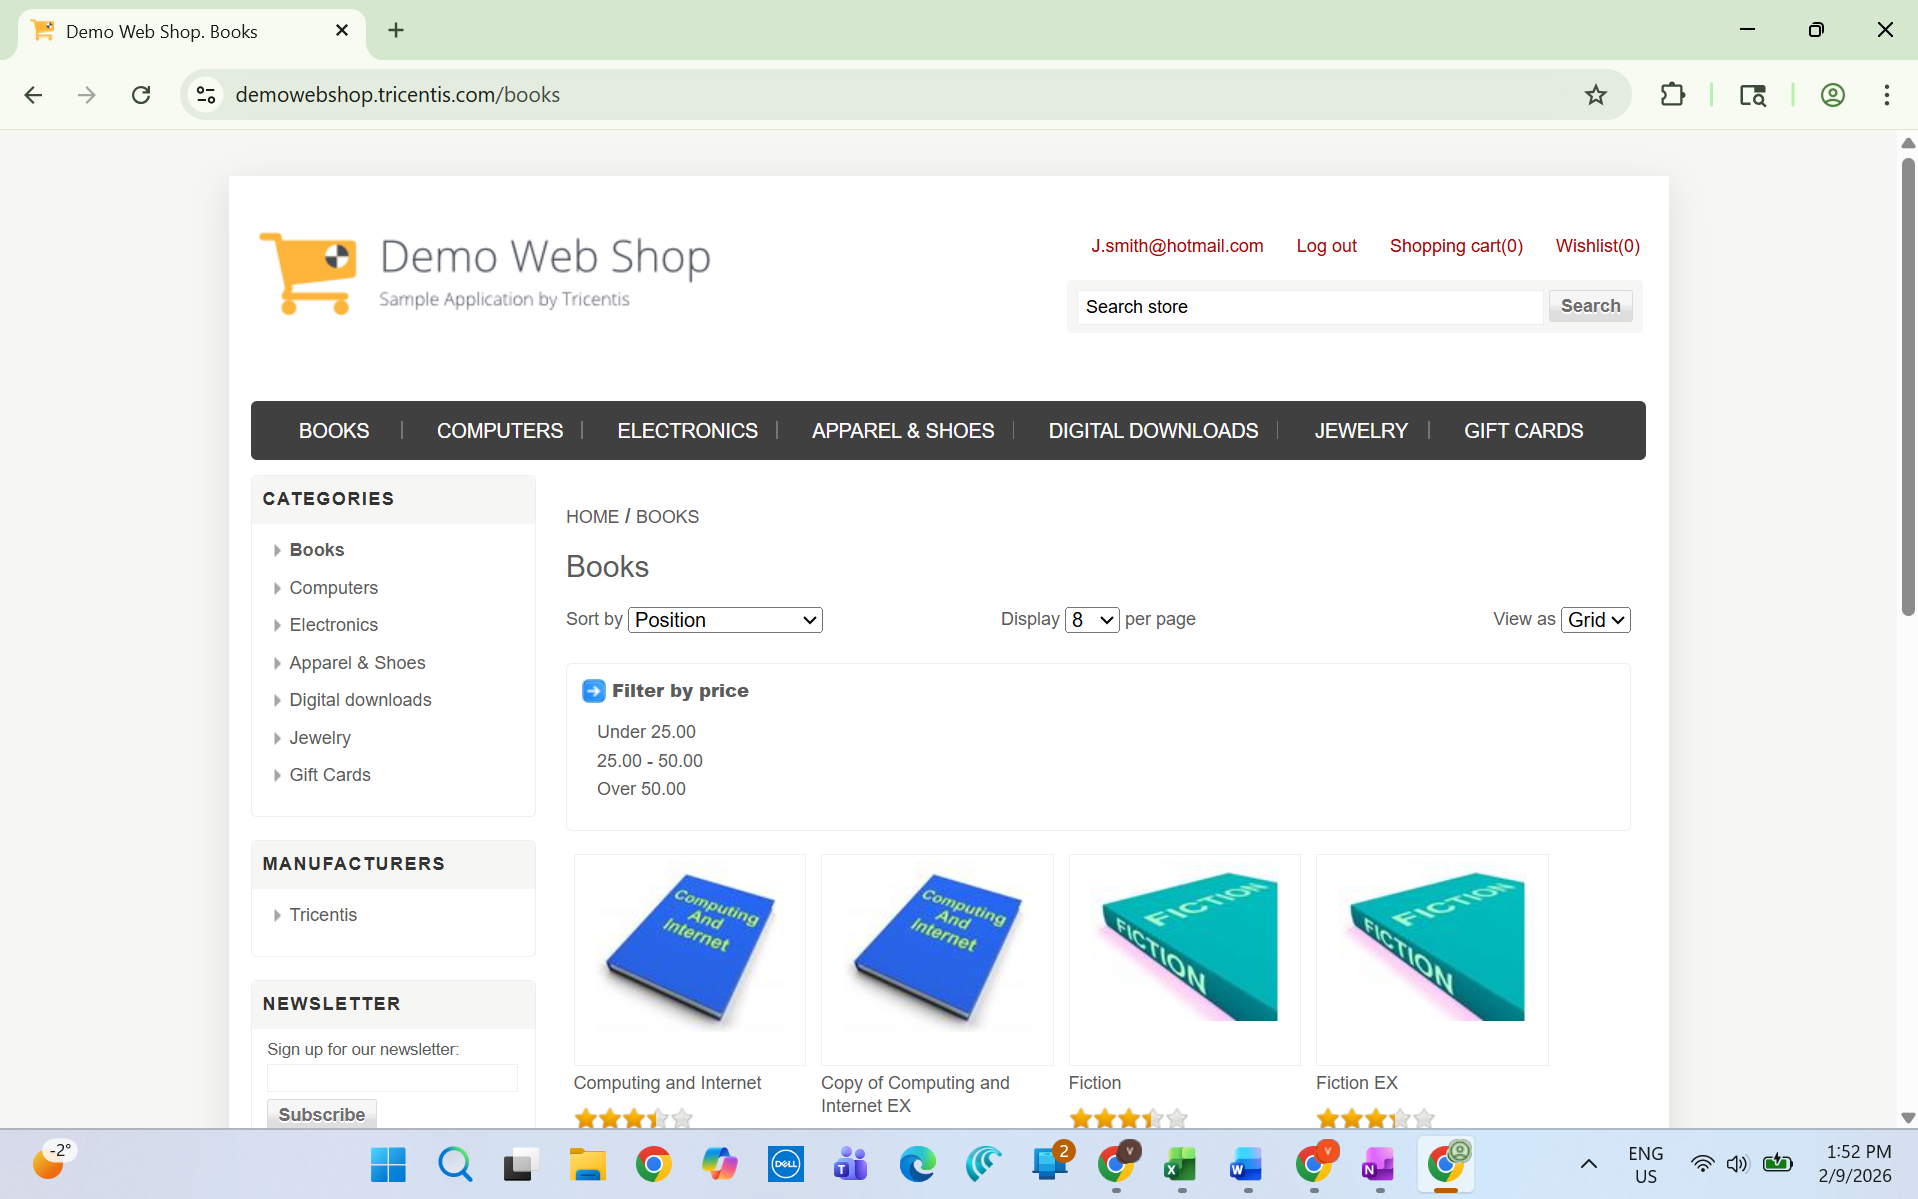 Demo Web Shop. Books
demowebshop.tricentis.com/books
Demo Web Shop
Sample Application by Tricentis
J.smith@hotmail.com Log out Shopping cart(0) Wishlist(0)
Search store Search
BOOKS COMPUTERS ELECTRONICS APPAREL & SHOES DIGITAL DOWNLOADS JEWELRY GIFT CARDS
CATEGORIES
Books
Computers
Electronics
Apparel & Shoes
Digital downloads
Jewelry
Gift Cards
MANUFACTURERS
Tricentis
NEWSLETTER
Sign up for our newsletter:
Subscribe
HOME / BOOKS
Books
Sort by Position Display 8 per page View as Grid
Filter by price
Under 25.00
25.00 - 50.00
Over 50.00
Computing
And
Internet
Computing
And
Internet
FICTION
FICTION
FICTION
FICTION
Computing and Internet
Copy of Computing and
Internet EX
Fiction
Fiction EX
-2°
DELL
T
2
V
X
W
V
N
ENG
US
1:52 PM
2/9/2026